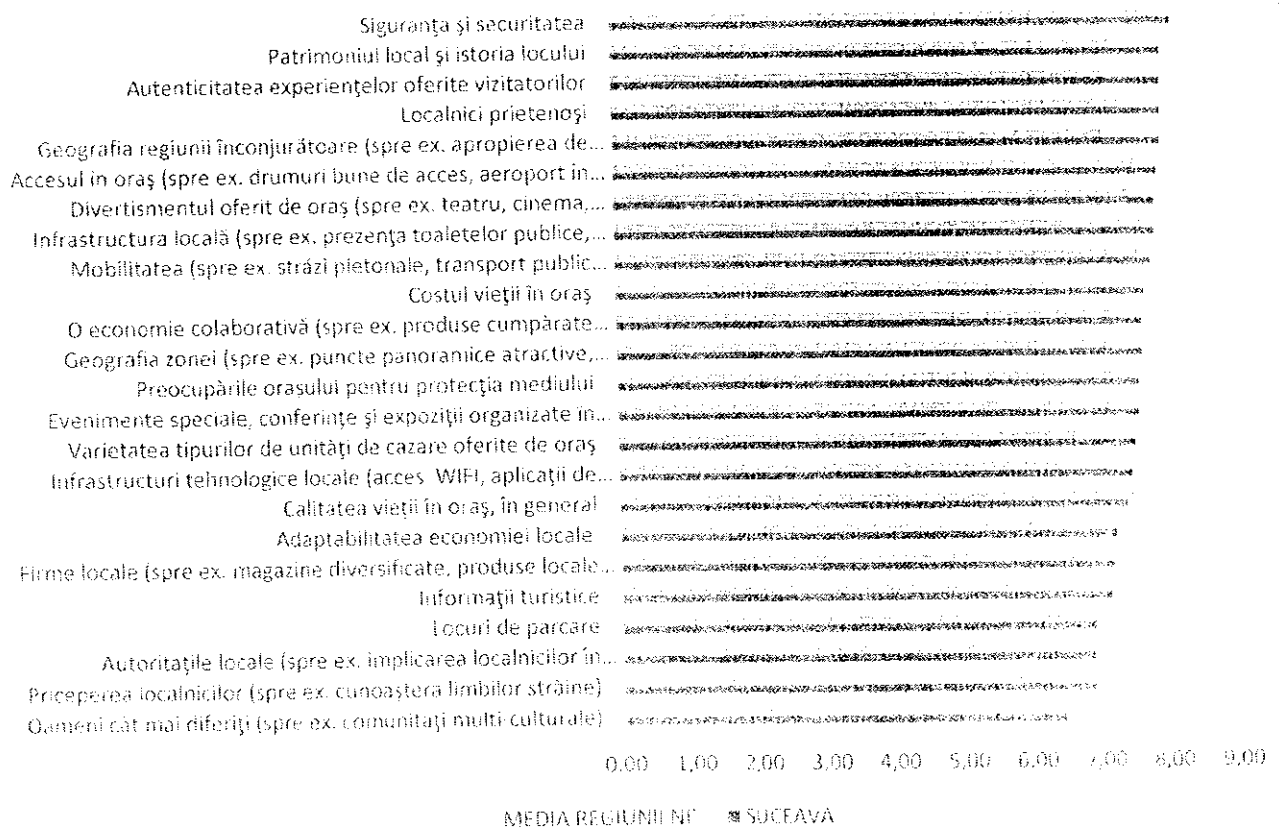 Siguranța și securitatea
Patrimoniul local și istoria locului
Autenticitatea experiențelor oferite vizitatorilor
Localnici prietenoși
Geografia regiunii înconjurătoare (spre ex. apropierea de...
Accesul în oraș (spre ex. drumuri bune de acces, aeroport în...
Divertismentul oferit de oraș (spre ex. teatru, cinema,...
Infrastructura locală (spre ex. prezența toaletelor publice,...
Mobilitatea (spre ex. străzi pietonale, transport public...
Costul vieții în oraș
O economie colaborativă (spre ex. produse cumpărate...
Geografia zonei (spre ex. puncte panoramice atractive,...
Preocupările orașului pentru protecția mediului
Evenimente speciale, conferințe și expoziții organizate în...
Varietatea tipurilor de unități de cazare oferite de oraș
Infrastructuri tehnologice locale (acces WIFI, aplicații de...
Calitatea vieții în oraș, în general
Adaptabilitatea economiei locale
Firme locale (spre ex. magazine diversificate, produse locale...
Informații turistice
Locuri de parcare
Autoritațile locale (spre ex. implicarea localnicilor în...
Priceperea localnicilor (spre ex. cunoaștera limbilor străine)
Oameni cât mai diferiți (spre ex. comunitați multi-culturale)
0,00 1,00 2,00 3,00 4,00 5,00 6,00 7,00 8,00 9,00
MEDIA REGIUNII NE SUCEAVA